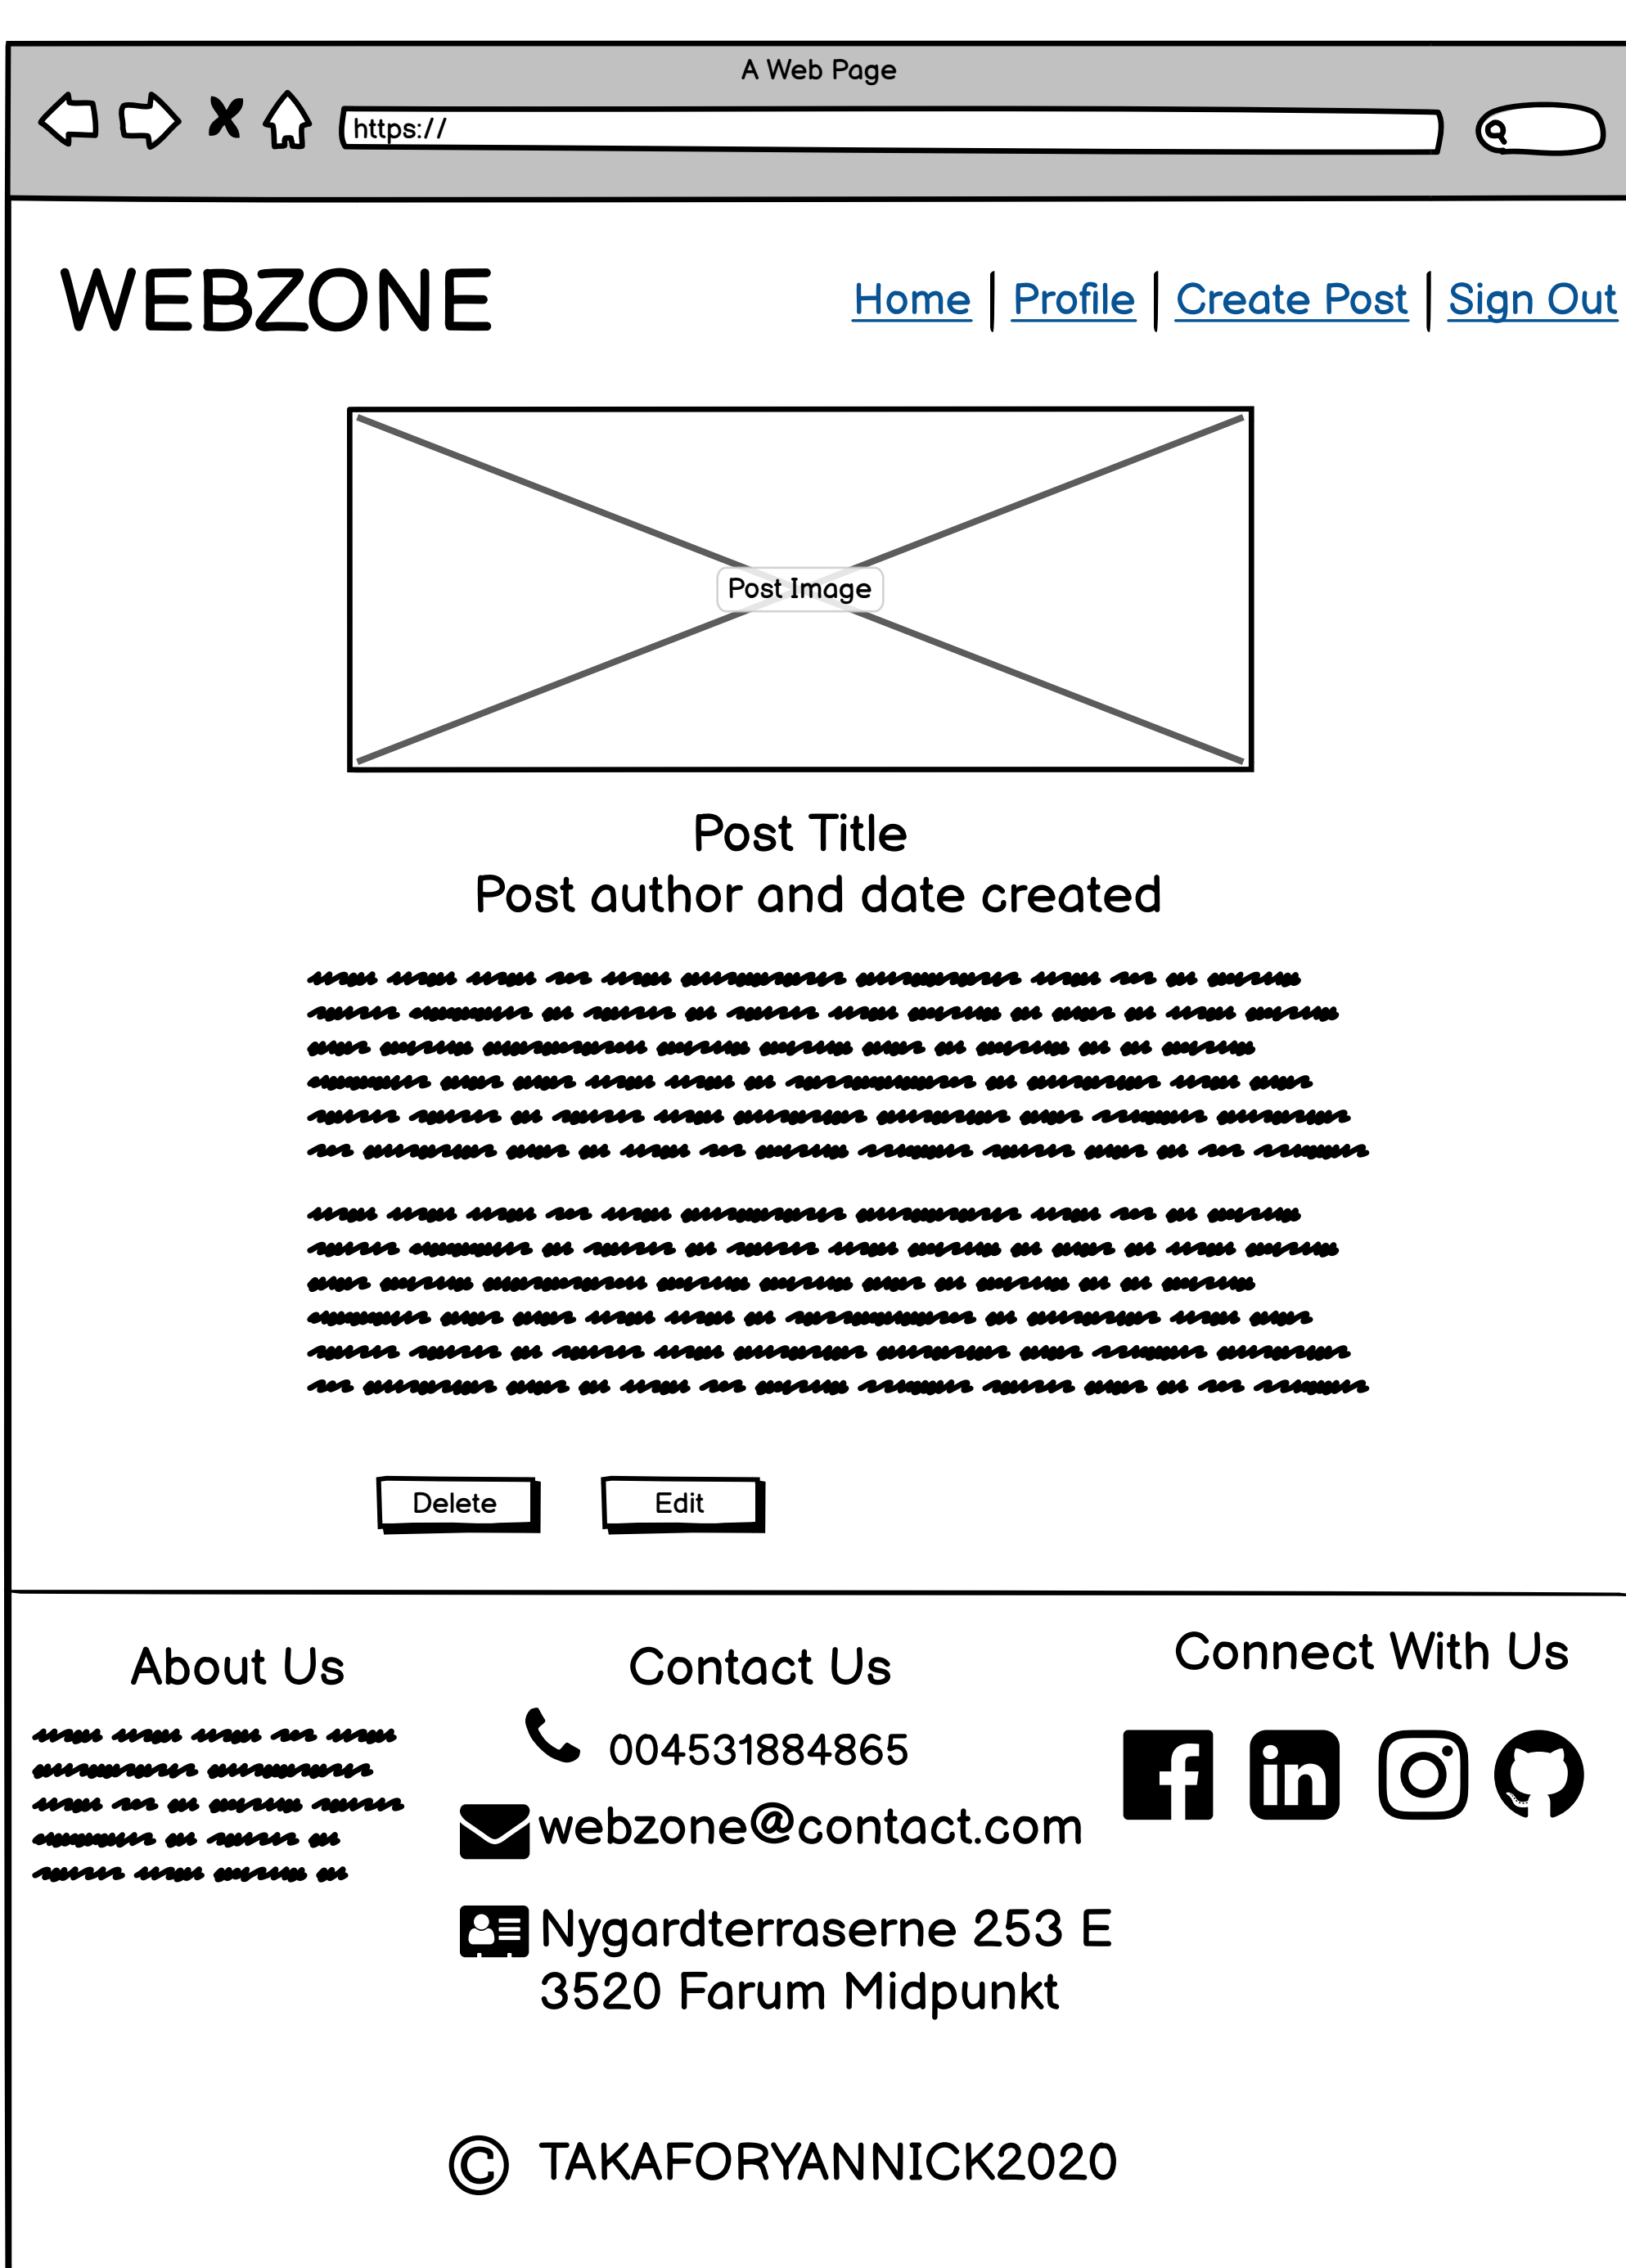 A Web Page
https://
WEBZONE
Home | Profile | Create Post | Sign Out
Post Image
Post Title
Post author and date created
Delete
Edit
About Us
Contact Us
004531884865
webzone@contact.com
Nygardterraserne 253 E
3520 Farum Midpunkt
Connect With Us
© TAKAFORYANNICK2020